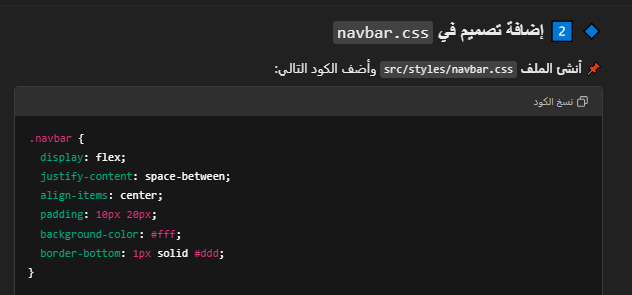 🔷 2️⃣ إضافة تصميم في navbar.css
📌 أنشئ الملف src/styles/navbar.css وأضف الكود التالي:
نسخ الكود
.navbar {
  display: flex;
  justify-content: space-between;
  align-items: center;
  padding: 10px 20px;
  background-color: #fff;
  border-bottom: 1px solid #ddd;
}